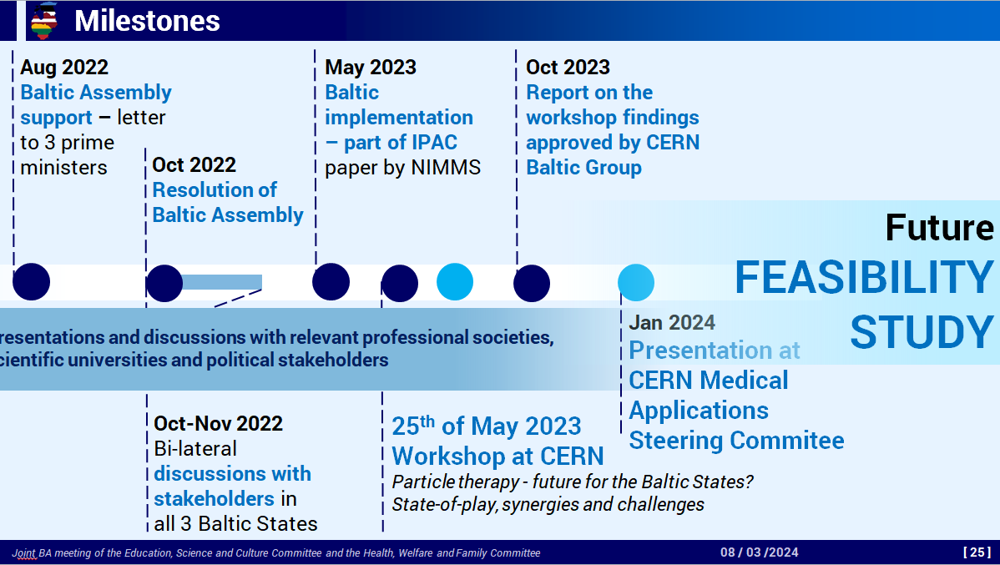 Milestones
Aug 2022
Baltic Assembly
support – letter
to 3 prime
ministers
Oct 2022
Resolution of
Baltic Assembly
May 2023
Baltic
implementation
– part of IPAC
paper by NIMMS
Oct 2023
Report on the
workshop findings
approved by CERN
Baltic Group
Future
FEASIBILITY
STUDY
resentations and discussions with relevant professional societies,
cientific universities and political stakeholders
Jan 2024
Presentation at
CERN Medical
Applications
Steering Commitee
Oct-Nov 2022
Bi-lateral
discussions with
stakeholders in
all 3 Baltic States
25th of May 2023
Workshop at CERN
Particle therapy - future for the Baltic States?
State-of-play, synergies and challenges
Joint BA meeting of the Education, Science and Culture Committee and the Health, Welfare and Family Committee
08 / 03 /2024
[ 25 ]